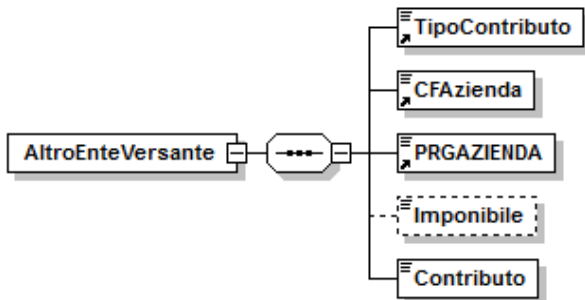 TipoContributo
CFAzienda
AltroEnteVersante
PRGAZIENDA
Imponibile
Contributo